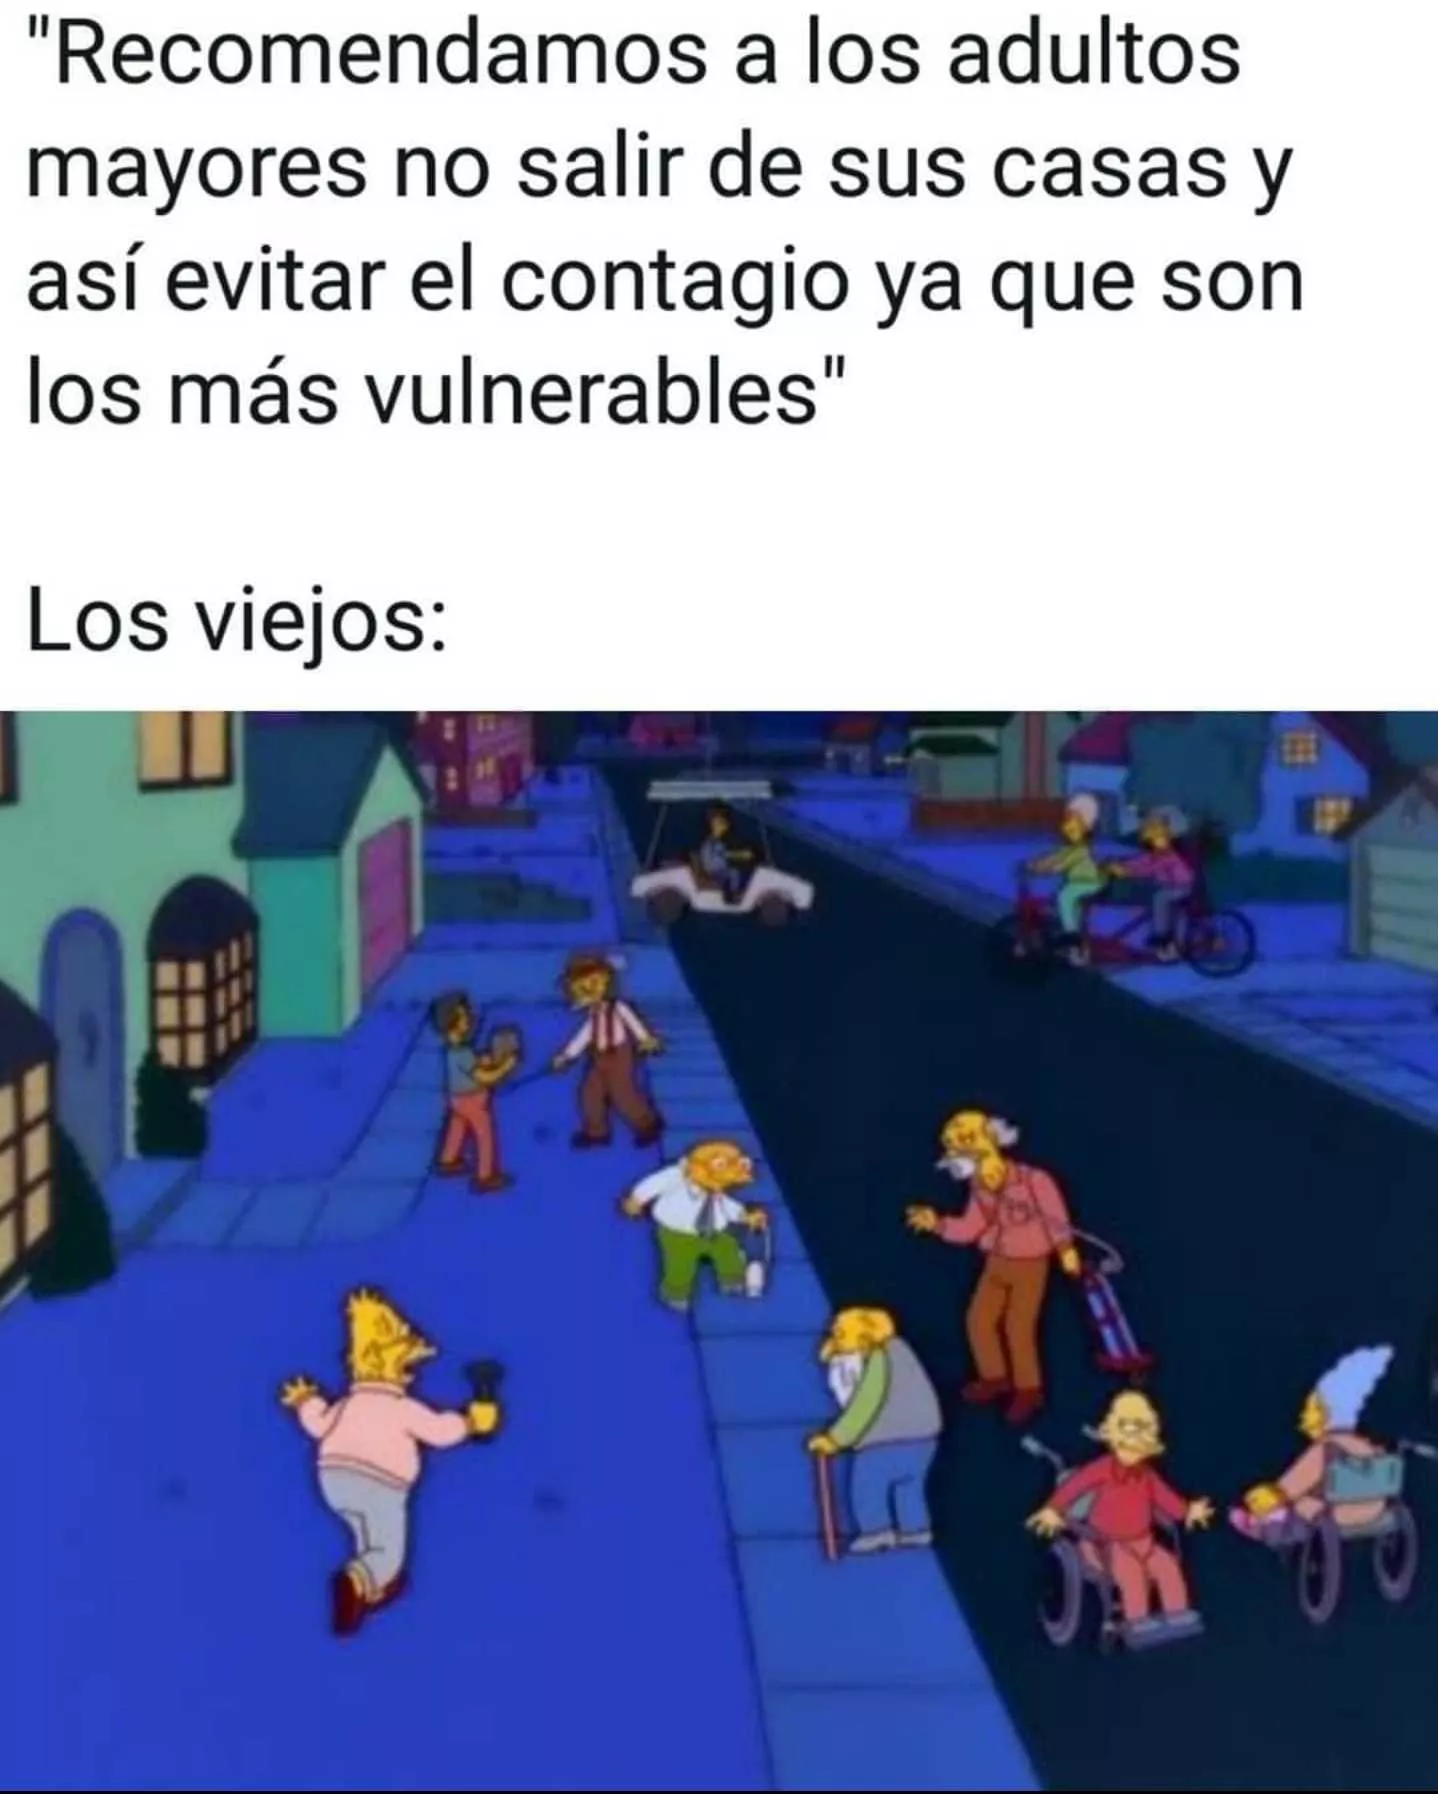 "Recomendamos a los adultos
mayores no salir de sus casas y
así evitar el contagio ya que son
los más vulnerables"
Los viejos: